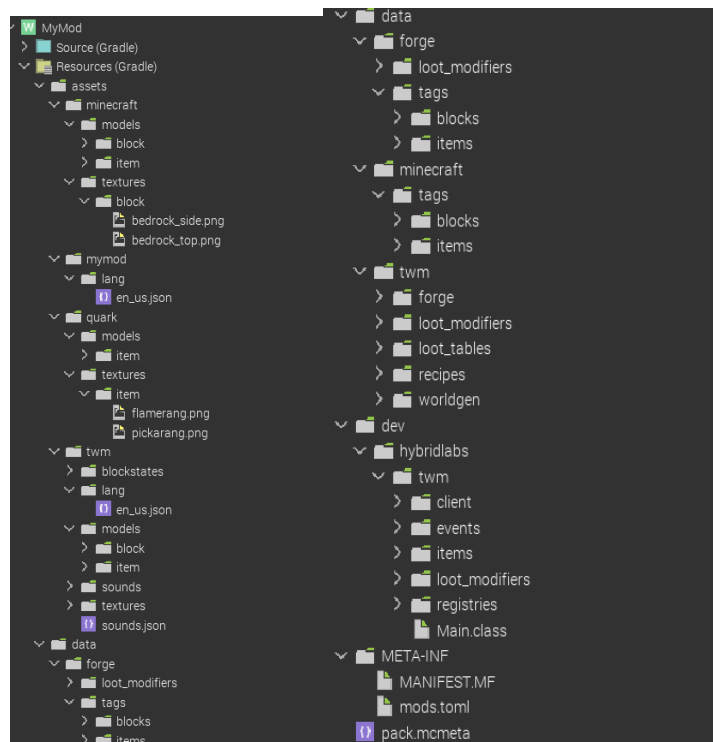 MyMod
Source (Gradle)
Resources (Gradle)
assets
minecraft
models
block
item
textures
block
bedrock_side.png
bedrock_top.png
mymod
lang
en_us.json
quark
models
item
textures
item
flamerang.png
pickarang.png
twm
blockstates
lang
en_us.json
models
block
item
sounds
textures
sounds.json
data
forge
loot_modifiers
tags
blocks
items
data
forge
loot_modifiers
tags
blocks
items
minecraft
tags
blocks
items
twm
forge
loot_modifiers
loot_tables
recipes
worldgen
dev
hybridlabs
twm
client
events
items
loot_modifiers
registries
Main.class
META-INF
MANIFEST.MF
mods.toml
pack.mcmeta